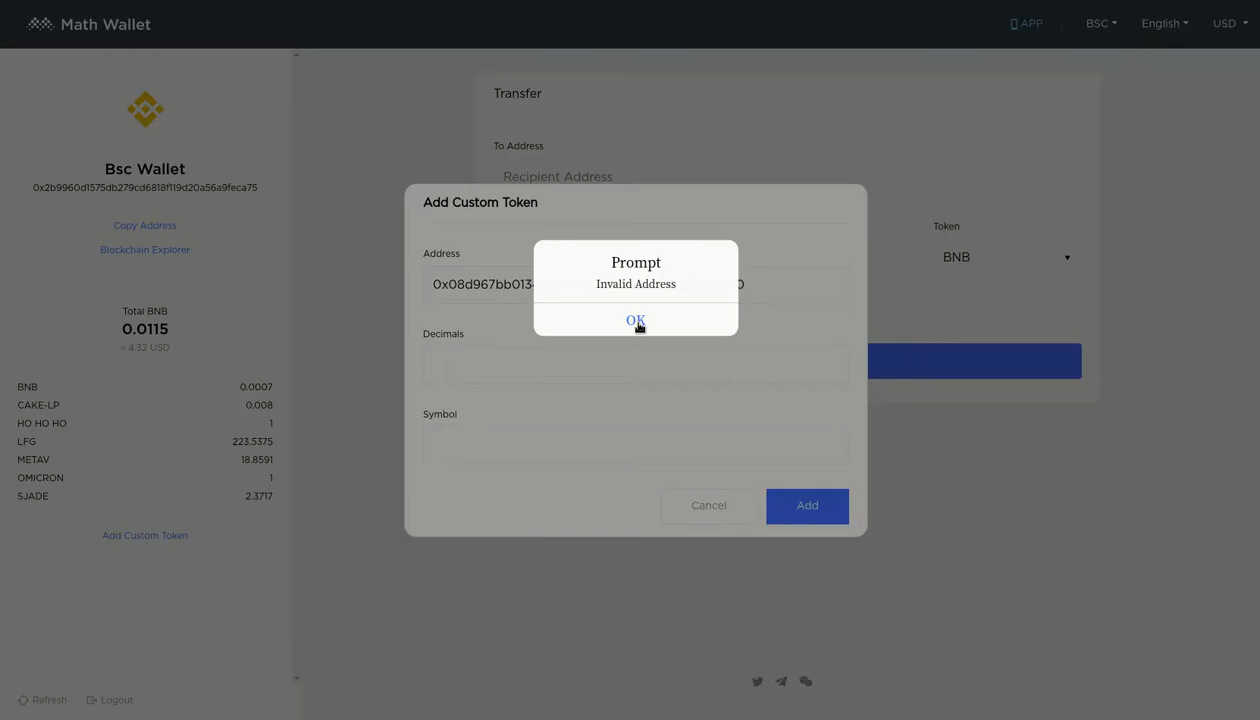 Math Wallet
APP
BSC
English
USD
Bsc Wallet
0x2b9960d1575db279cd6818f119d20a56a9feca75
Copy Address
Blockchain Explorer
Total BNB
0.0115
≈ 4.32 USD
BNB 0.0007
CAKE-LP 0.008
HO HO HO 1
LFG 223.5375
METAV 18.8591
OMICRON 1
SJADE 2.3717
Add Custom Token
Refresh
Logout
Transfer
To Address
Recipient Address
Token
BNB
Add Custom Token
Address
0x08d967bb013
Decimals
Symbol
Cancel
Add
Prompt
Invalid Address
OK